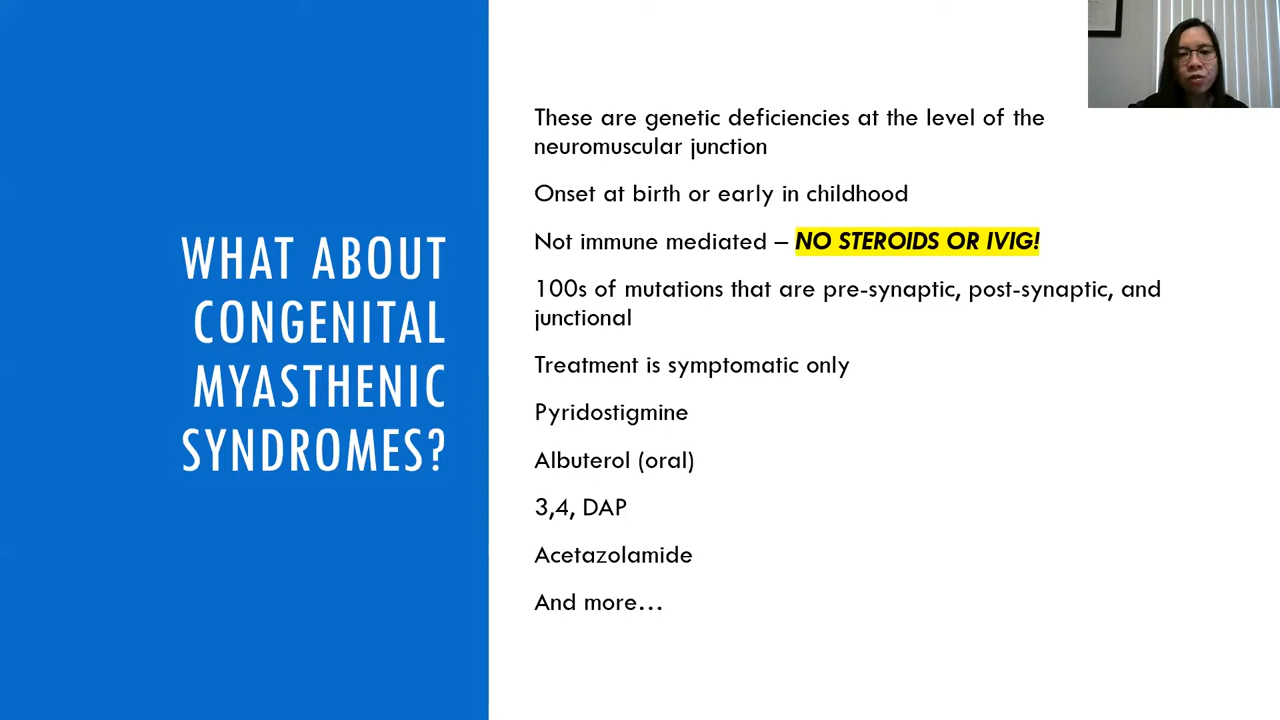 WHAT ABOUT
CONGENITAL
MYASTHENIC
SYNDROMES?
These are genetic deficiencies at the level of the
neuromuscular junction
Onset at birth or early in childhood
Not immune mediated – NO STEROIDS OR IVIG!
100s of mutations that are pre-synaptic, post-synaptic, and
junctional
Treatment is symptomatic only
Pyridostigmine
Albuterol (oral)
3,4, DAP
Acetazolamide
And more…